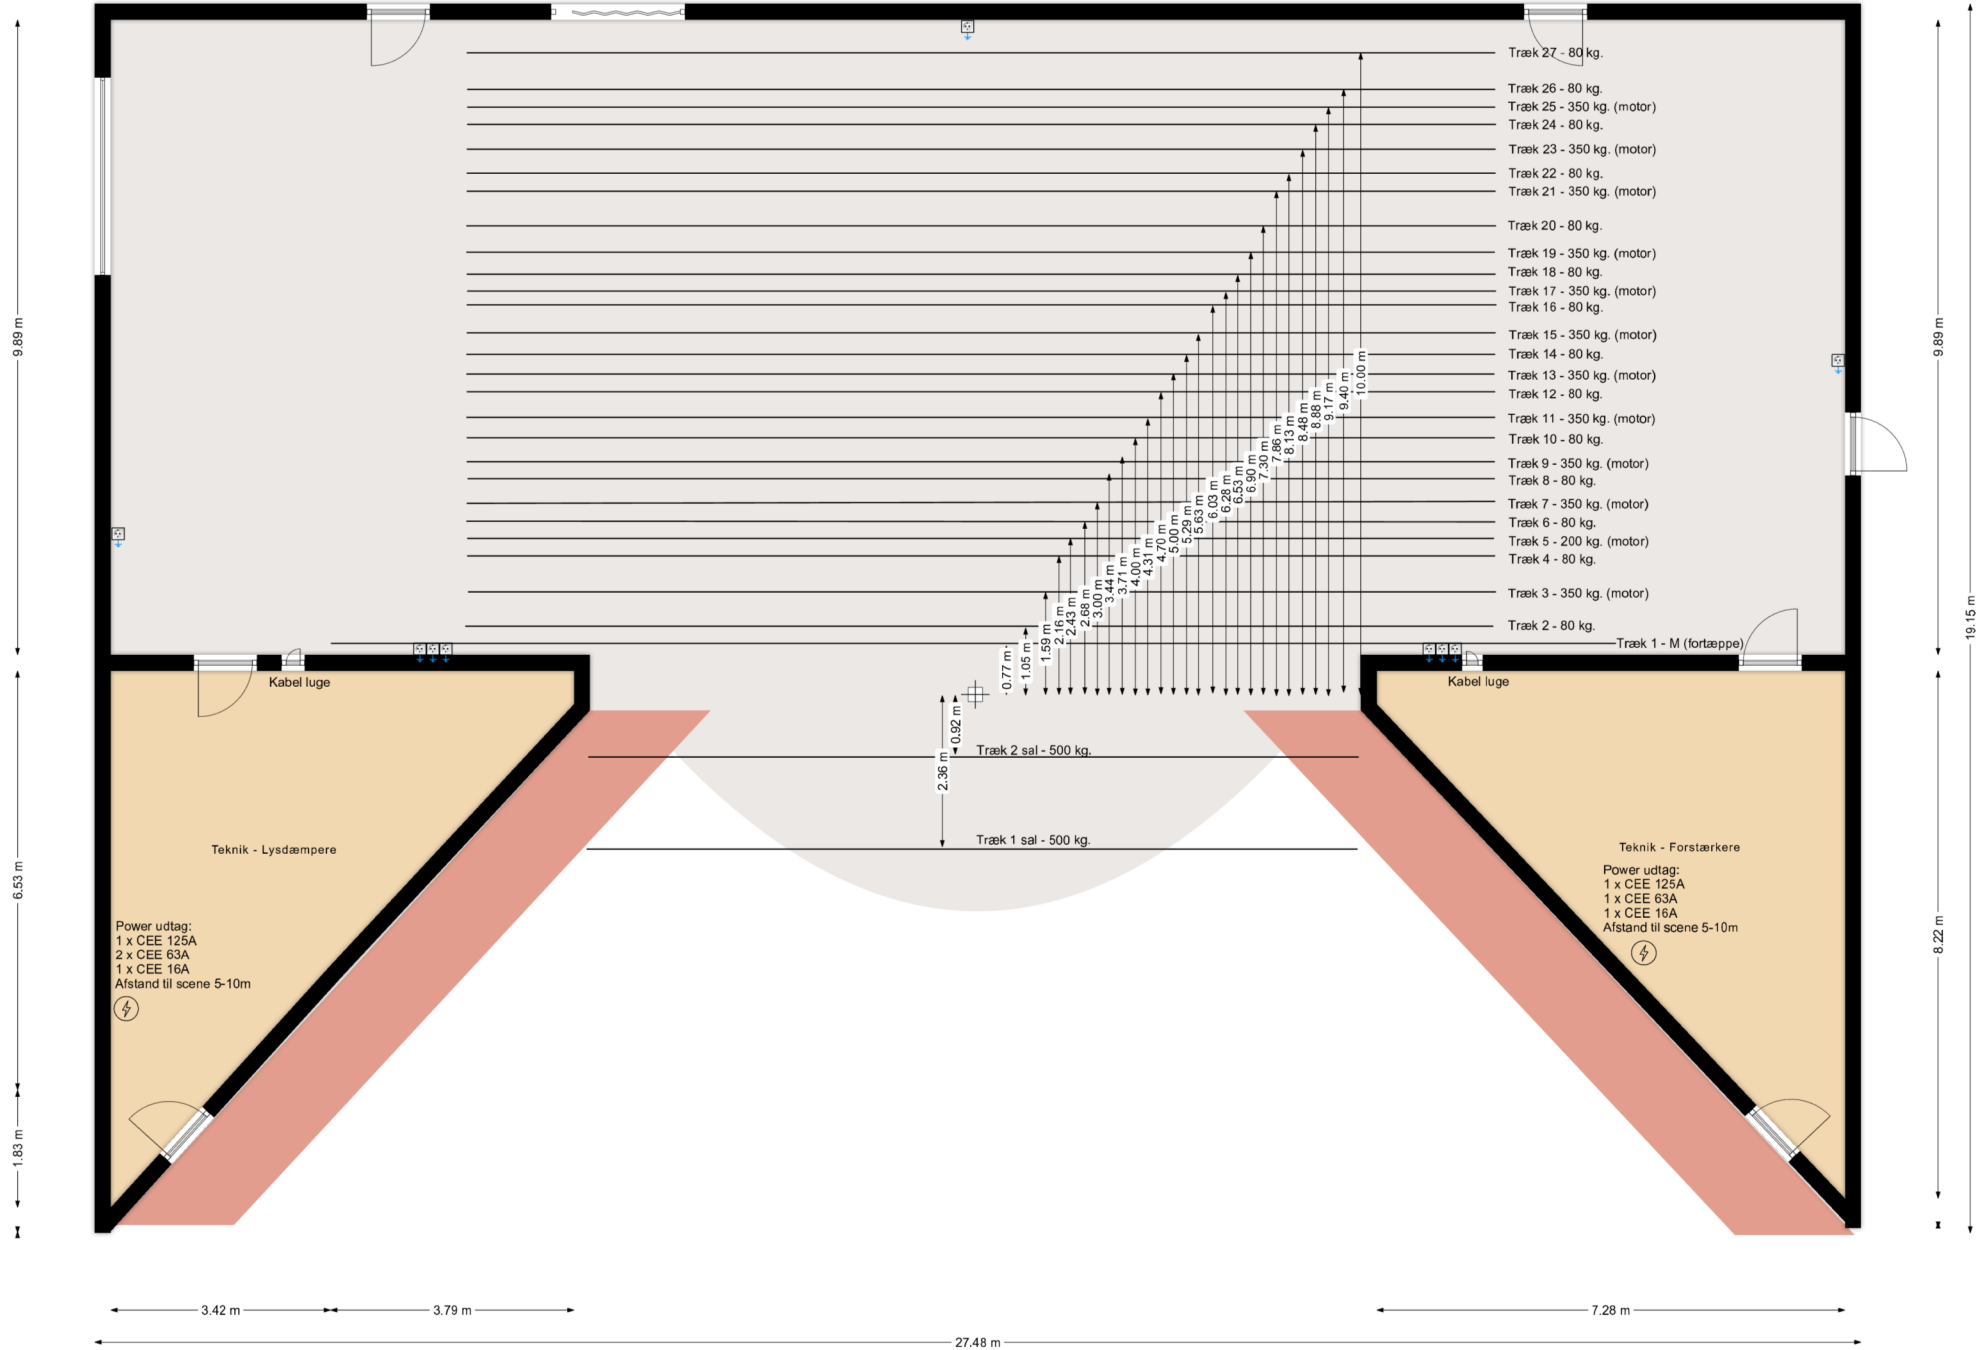 Træk 27 - 80 kg.
Træk 26 - 80 kg.
Træk 25 - 350 kg. (motor)
Træk 24 - 80 kg.
Træk 23 - 350 kg. (motor)
Træk 22 - 80 kg.
Træk 21 - 350 kg. (motor)
Træk 20 - 80 kg.
Træk 19 - 350 kg. (motor)
Træk 18 - 80 kg.
Træk 17 - 350 kg. (motor)
Træk 16 - 80 kg.
Træk 15 - 350 kg. (motor)
Træk 14 - 80 kg.
Træk 13 - 350 kg. (motor)
Træk 12 - 80 kg.
Træk 11 - 350 kg. (motor)
Træk 10 - 80 kg.
Træk 9 - 350 kg. (motor)
Træk 8 - 80 kg.
Træk 7 - 350 kg. (motor)
Træk 6 - 80 kg.
Træk 5 - 200 kg. (motor)
Træk 4 - 80 kg.
Træk 3 - 350 kg. (motor)
Træk 2 - 80 kg.
Træk 1 - M (fortæppe)
10.00 m
9.40 m
9.17 m
8.88 m
8.48 m
8.13 m
7.86 m
7.30 m
6.90 m
6.53 m
6.28 m
6.03 m
5.63 m
5.29 m
5.00 m
4.70 m
4.31 m
4.00 m
3.71 m
3.44 m
3.00 m
2.68 m
2.43 m
2.16 m
1.59 m
1.05 m
0.77 m
0.92 m
2.36 m
Træk 2 sal - 500 kg.
Træk 1 sal - 500 kg.
Kabel luge
Teknik - Lysdæmpere
Power udtag:
1 x CEE 125A
2 x CEE 63A
1 x CEE 16A
Afstand til scene 5-10m
Kabel luge
Teknik - Forstærkere
Power udtag:
1 x CEE 125A
1 x CEE 63A
1 x CEE 16A
Afstand til scene 5-10m
9.89 m
6.53 m
1.83 m
9.89 m
8.22 m
19.15 m
3.42 m
3.79 m
7.28 m
27.48 m